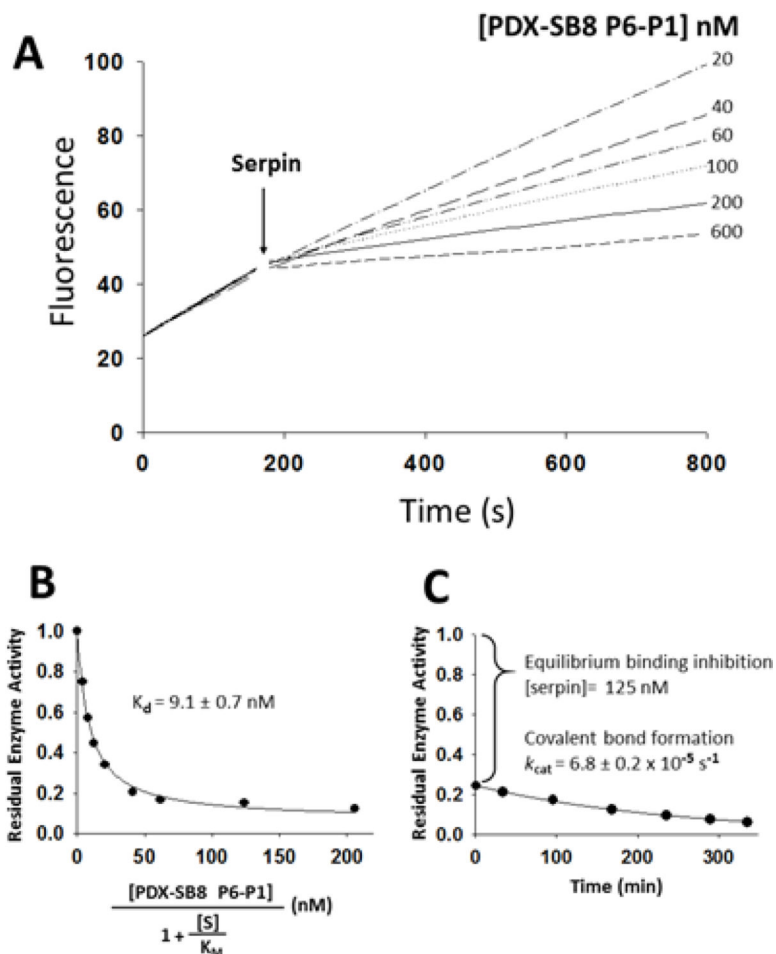 [PDX-SB8 P6-P1] nM
A
100
80
60
40
20
0
Fluorescence
Serpin
20
40
60
100
200
600
0
200
400
600
800
Time (s)
B
1.0
0.8
0.6
0.4
0.2
0.0
Residual Enzyme Activity
Kd = 9.1 ± 0.7 nM
0
50
100
150
200
[PDX-SB8 P6-P1]
(nM)
1 + [S]
KM
C
1.0
0.8
0.6
0.4
0.2
0.0
Residual Enzyme Activity
Equilibrium binding inhibition
[serpin]= 125 nM
Covalent bond formation
kcat = 6.8 ± 0.2 x 10⁻⁵ s⁻¹
0
100
200
300
Time (min)